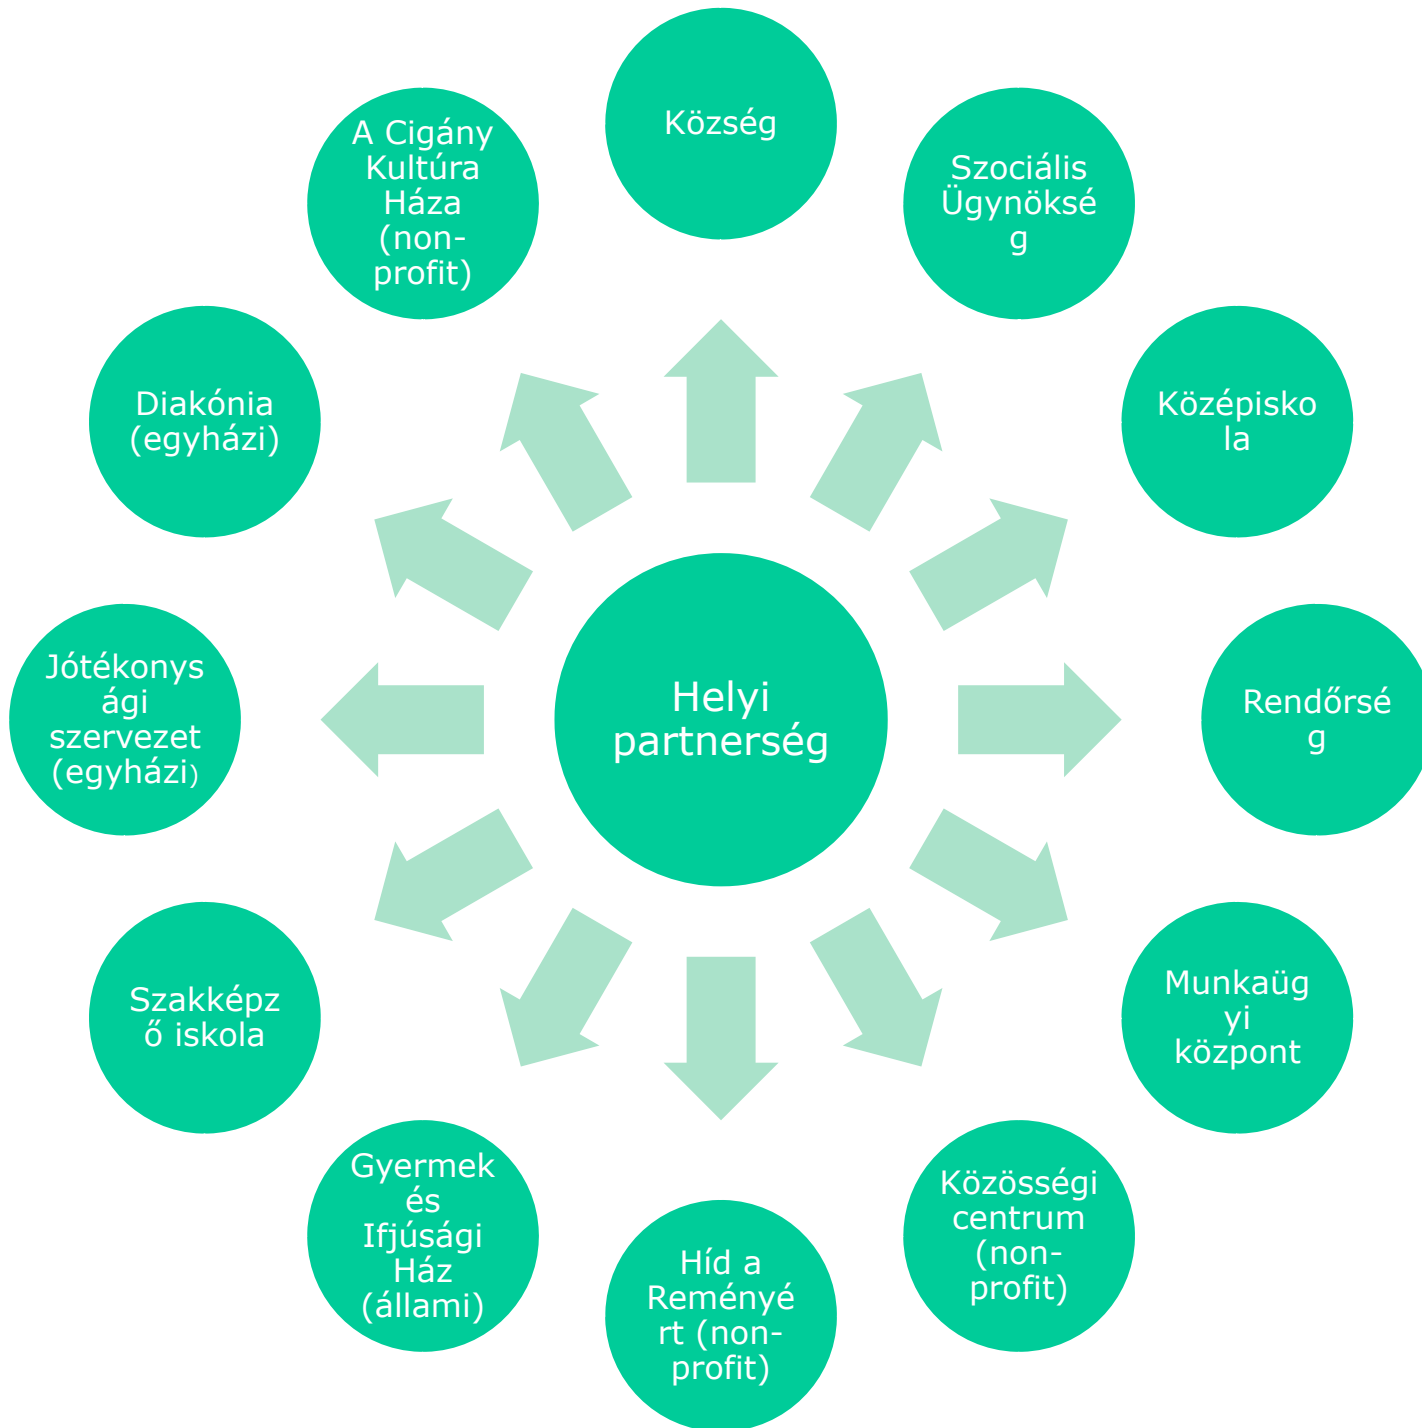 Község
Szociális
Ügynöksé
g
Középisko
la
Rendőrsé
g
Munkaüg
yi
központ
Közösségi
centrum
(non-
profit)
Híd a
Reményé
rt (non-
profit)
Gyermek
és
Ifjúsági
Ház
(állami)
Szakképz
ő iskola
Jótékonys
ági
szervezet
(egyházi)
Diakónia
(egyházi)
A Cigány
Kultúra
Háza
(non-
profit)
Helyi
partnerség